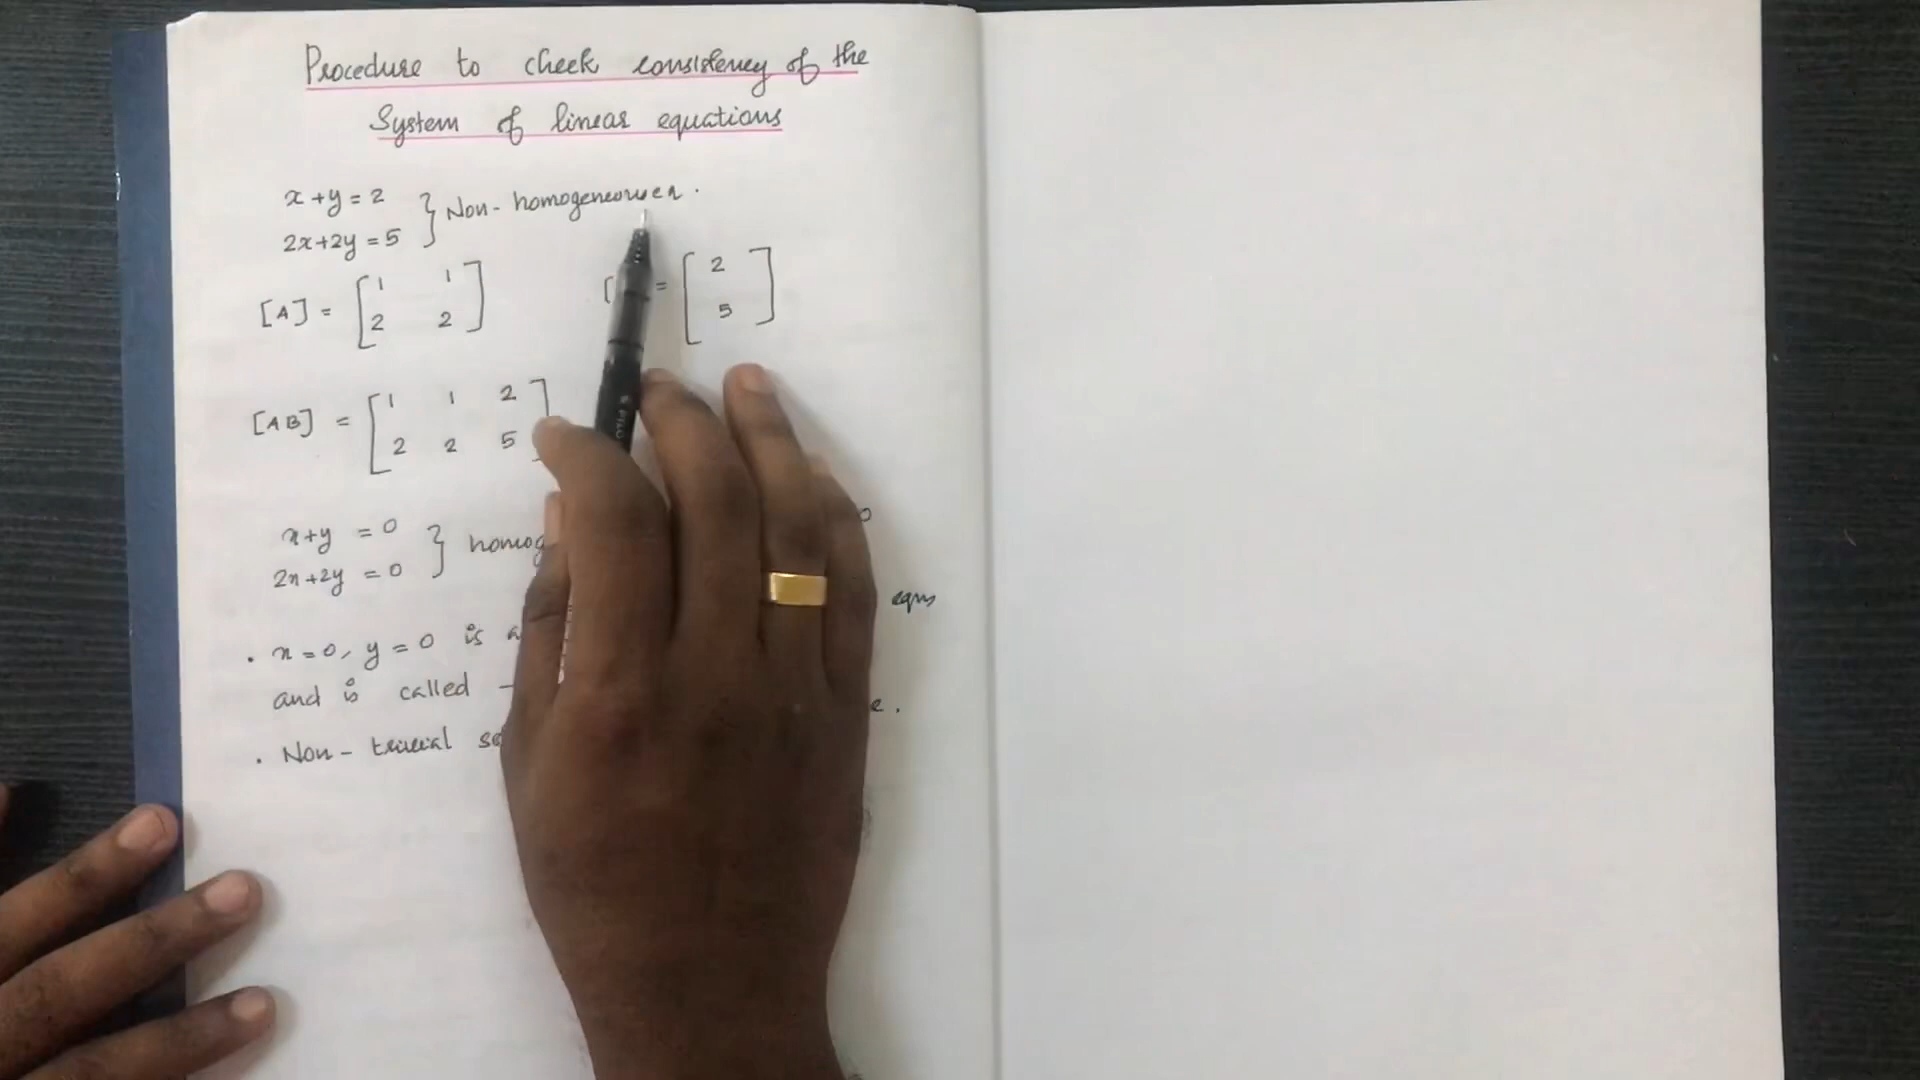 Procedure to check consistency of the
System of linear equations
x + y = 2
2x + 2y = 5 } Non-homogeneous
[A] = [1 1
2 2]
[ = [2
5]
[AB] = [1 1 2
2 2 5]
x+y = 0
2x+2y = 0 } homog
eqns
. x=0, y=0 is a
and is called
. Non-trivial
PILO